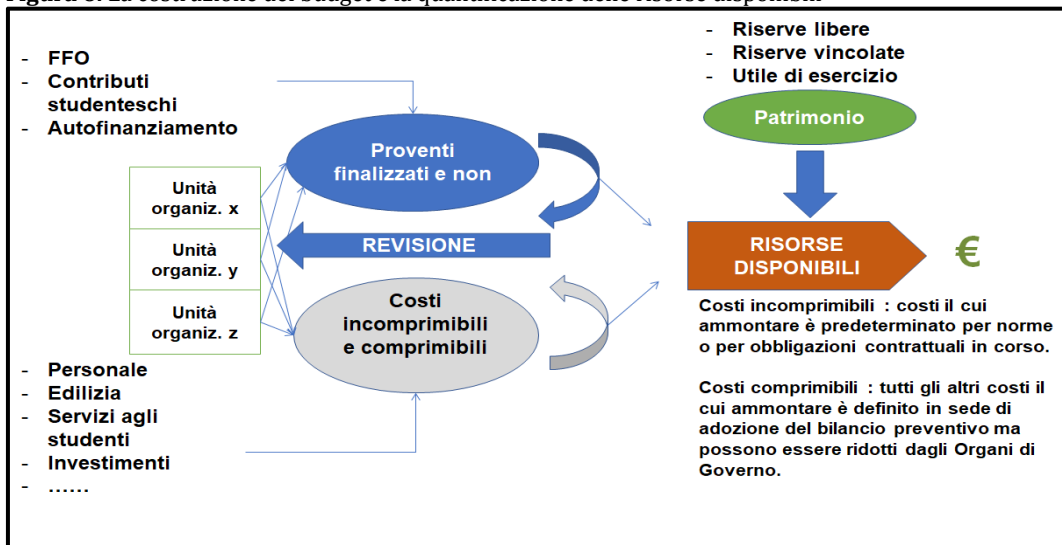 - FFO
- Contributi
studenteschi
- Autofinanziamento
- Riserve libere
- Riserve vincolate
- Utile di esercizio
Patrimonio
Proventi
finalizzati e non
Unità
organiz. x
Unità
organiz. y
Unità
organiz. z
REVISIONE
RISORSE
DISPONIBILI
€
Costi
incomprimibili
e comprimibili
- Personale
- Edilizia
- Servizi agli
studenti
- Investimenti
- ......
Costi incomprimibili : costi il cui
ammontare è predeterminato per norme
o per obbligazioni contrattuali in corso.
Costi comprimibili : tutti gli altri costi il
cui ammontare è definito in sede di
adozione del bilancio preventivo ma
possono essere ridotti dagli Organi di
Governo.